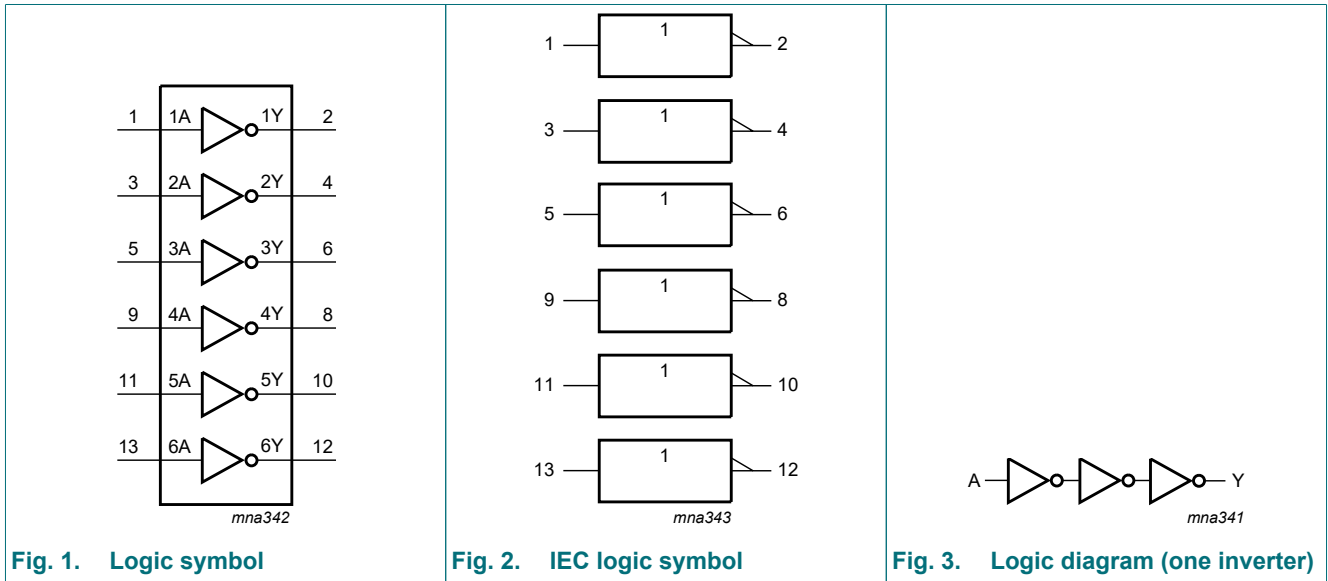 1 1A 1Y 2
3 2A 2Y 4
5 3A 3Y 6
9 4A 4Y 8
11 5A 5Y 10
13 6A 6Y 12
mna342
Fig. 1. Logic symbol
1 1 2
3 1 4
5 1 6
9 1 8
11 1 10
13 1 12
mna343
Fig. 2. IEC logic symbol
A Y
mna341
Fig. 3. Logic diagram (one inverter)